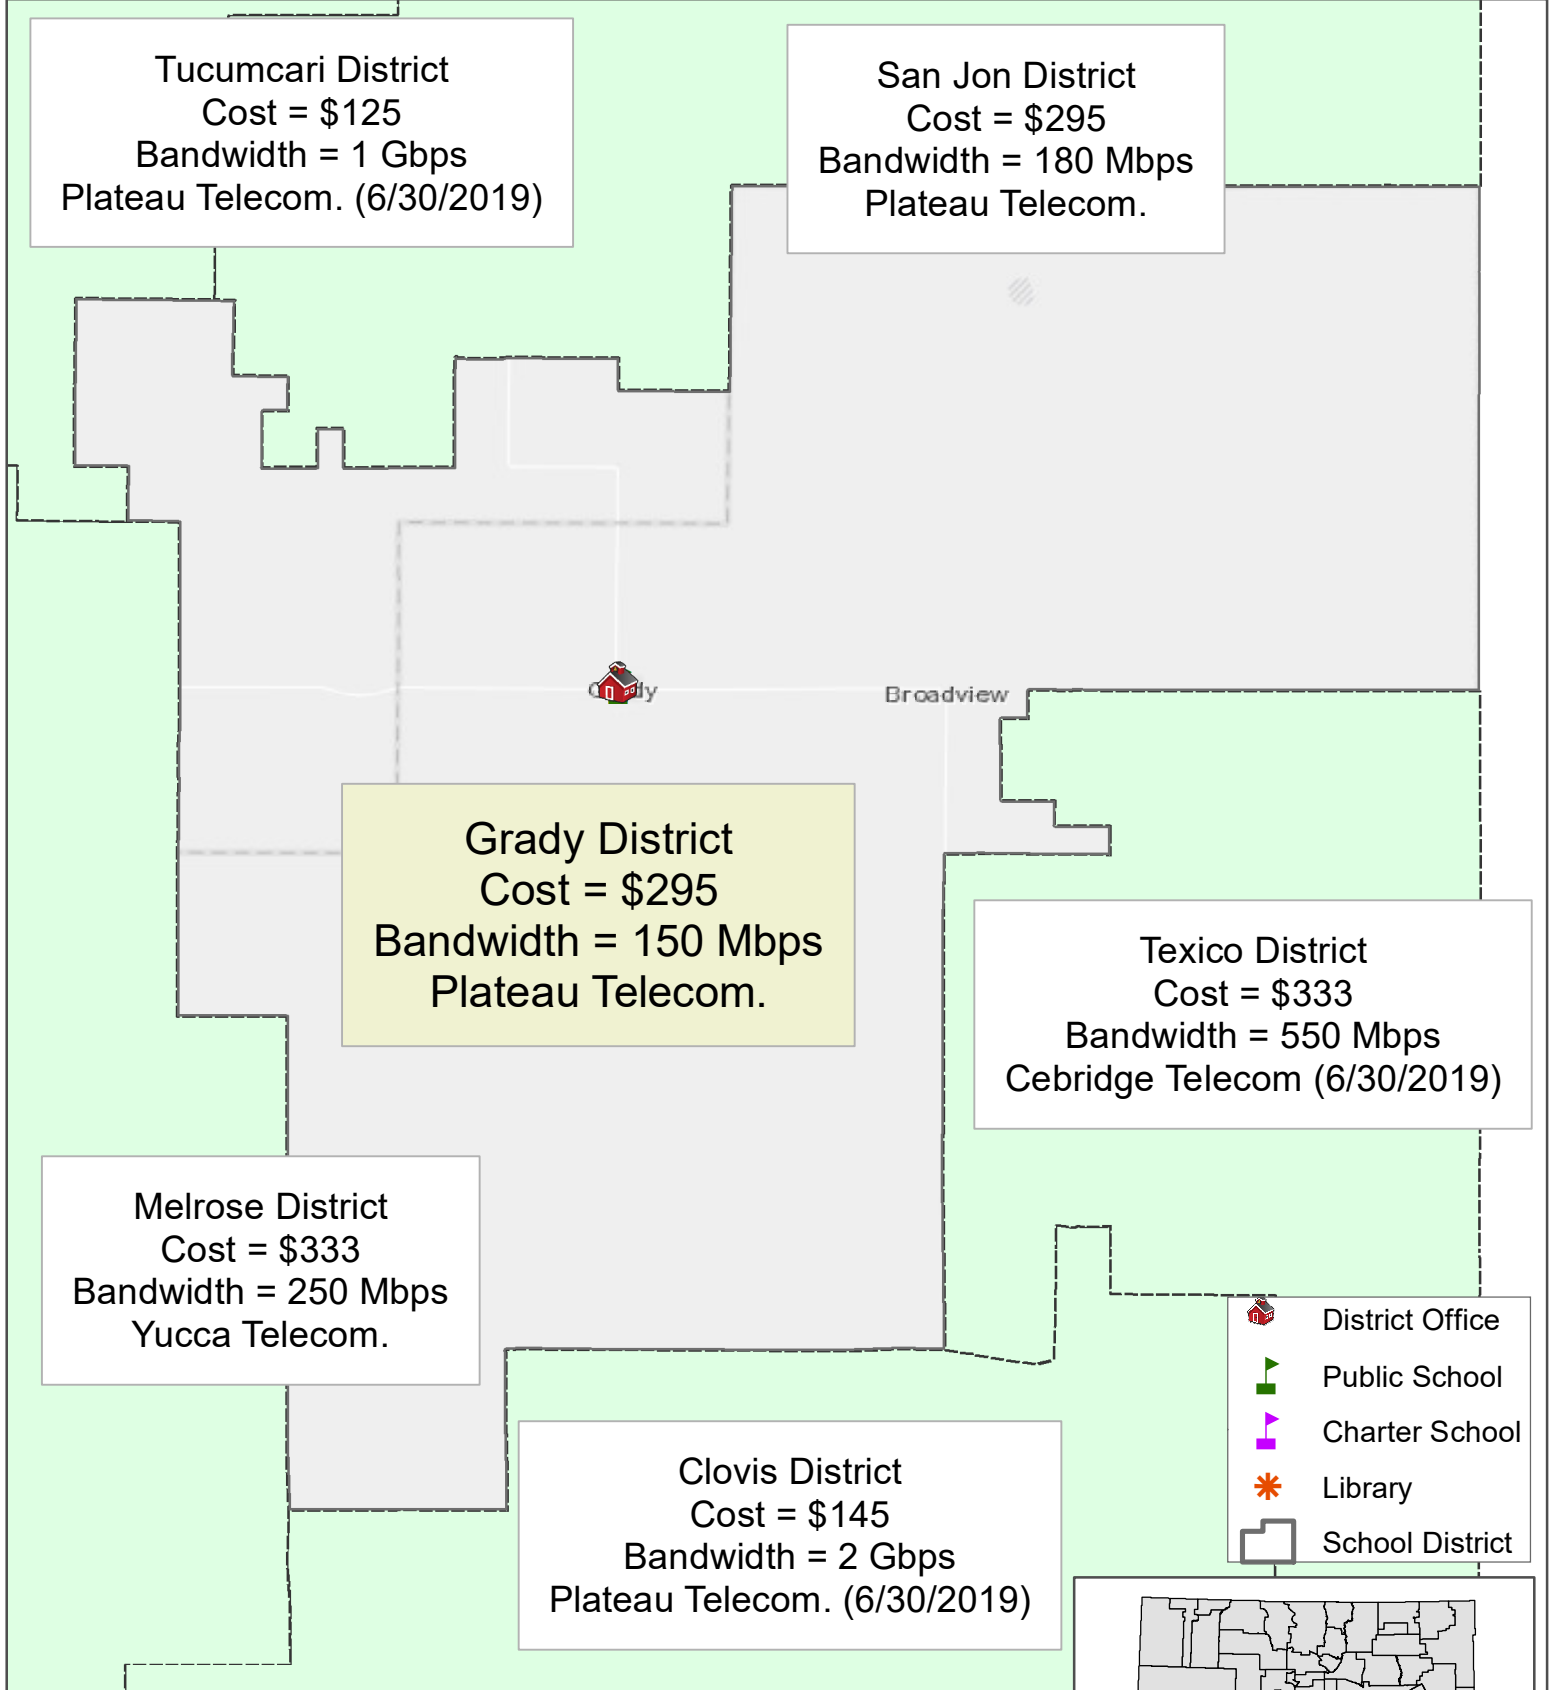 Tucumcari District
Cost = $125
Bandwidth = 1 Gbps
Plateau Telecom. (6/30/2019)
San Jon District
Cost = $295
Bandwidth = 180 Mbps
Plateau Telecom.
Broadview
Grady District
Cost = $295
Bandwidth = 150 Mbps
Plateau Telecom.
Texico District
Cost = $333
Bandwidth = 550 Mbps
Cebridge Telecom (6/30/2019)
Melrose District
Cost = $333
Bandwidth = 250 Mbps
Yucca Telecom.
Clovis District
Cost = $145
Bandwidth = 2 Gbps
Plateau Telecom. (6/30/2019)
District Office
Public School
Charter School
Library
School District